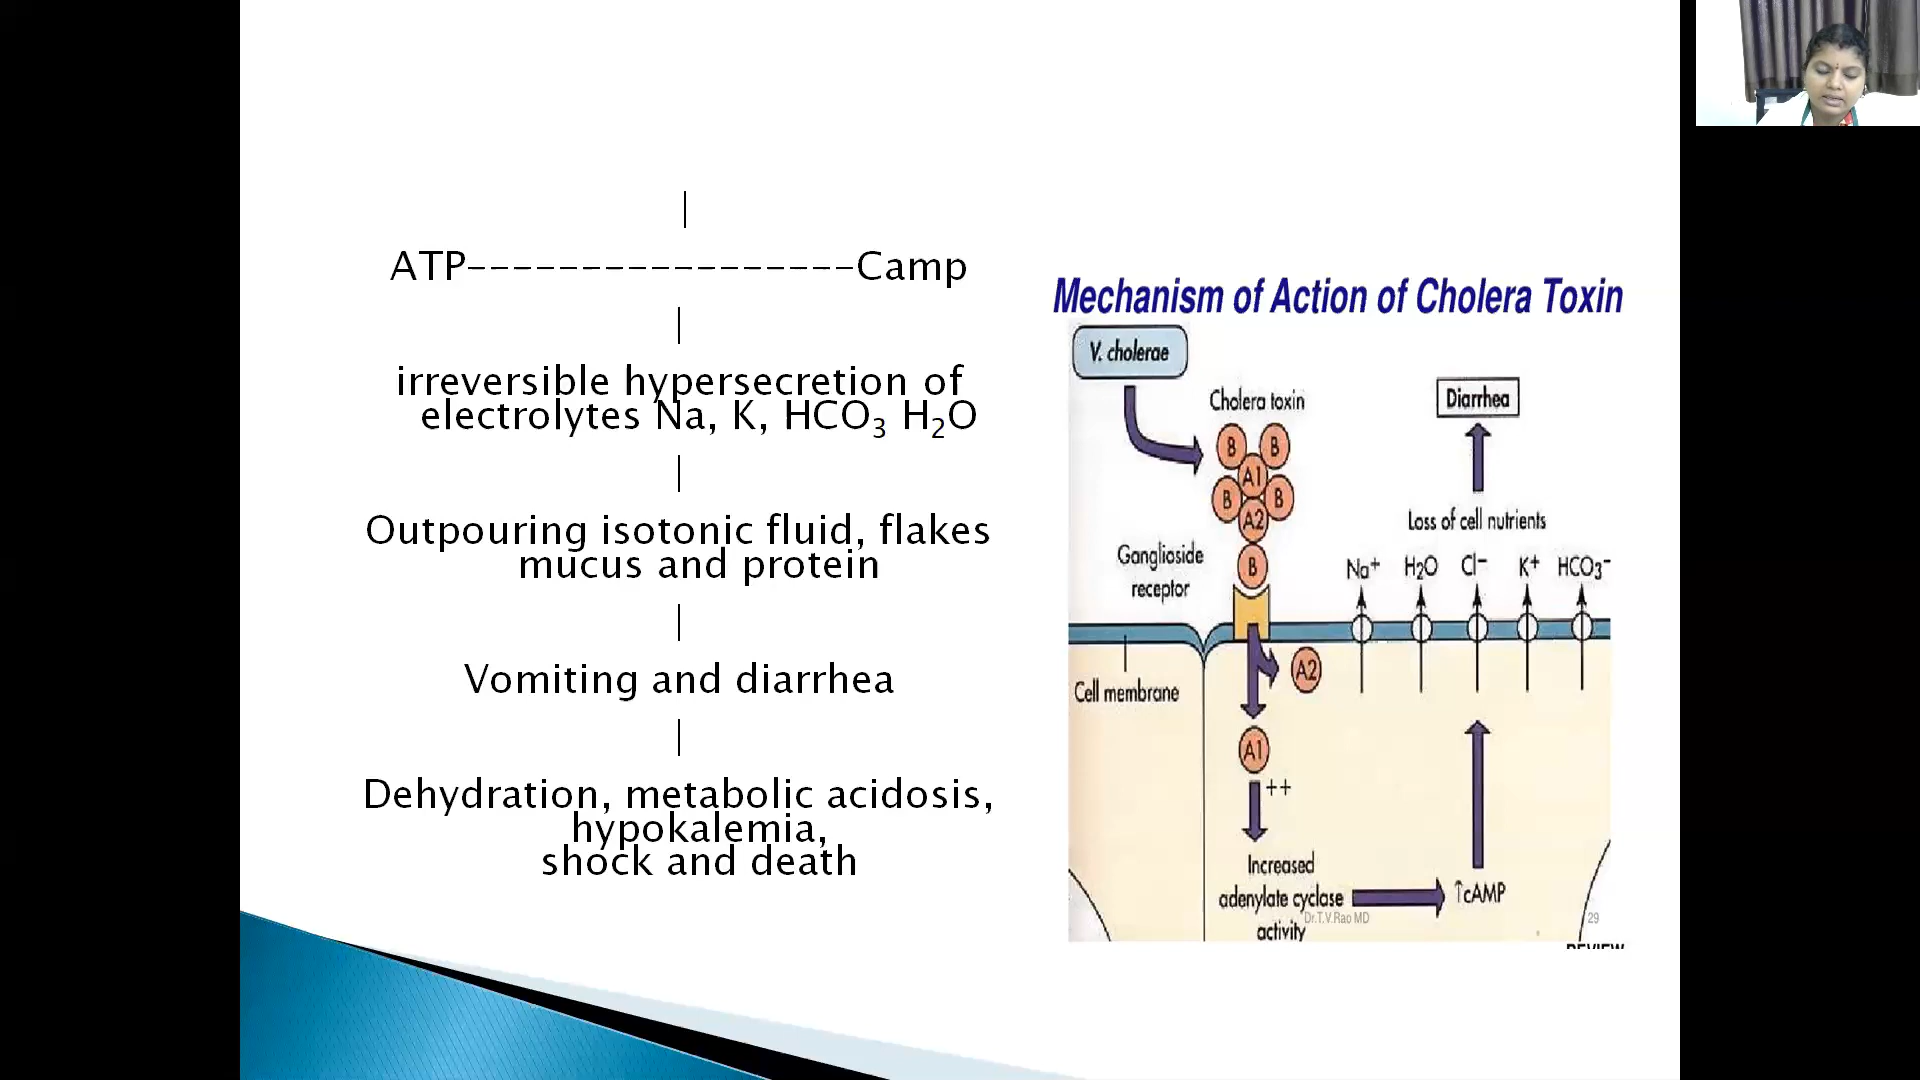 |
ATP-----------------Camp
|
irreversible hypersecretion of
electrolytes Na, K, HCO₃ H₂O
|
Outpouring isotonic fluid, flakes
mucus and protein
|
Vomiting and diarrhea
|
Dehydration, metabolic acidosis,
hypokalemia,
shock and death
Mechanism of Action of Cholera Toxin
V. cholerae
Cholera toxin
B B
A1
B B
A2
B
Ganglioside
receptor
Diarrhea
Loss of cell nutrients
Na⁺ H₂O Cl⁻ K⁺ HCO₃⁻
Cell membrane
A2
A1
++
Increased
adenylate cyclase
activity
↑cAMP
Dr.T.V.Rao MD
29